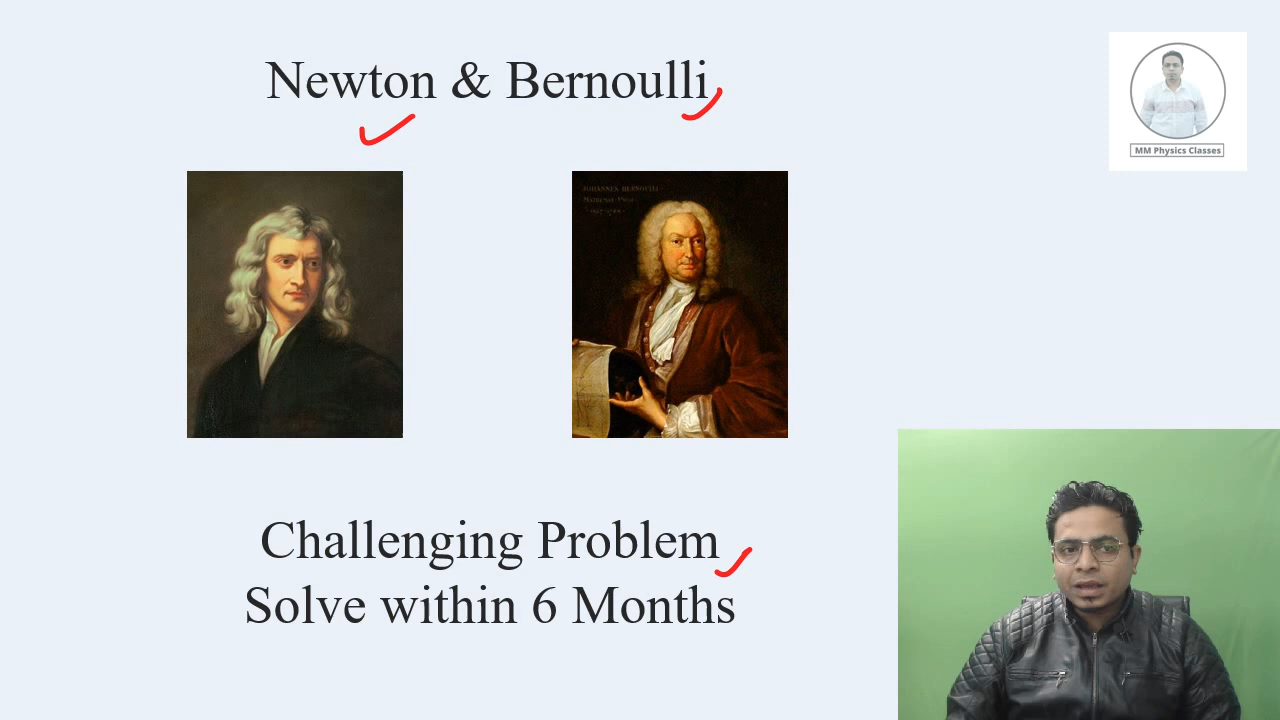 Newton & Bernoulli
MM Physics Classes
Challenging Problem
Solve within 6 Months